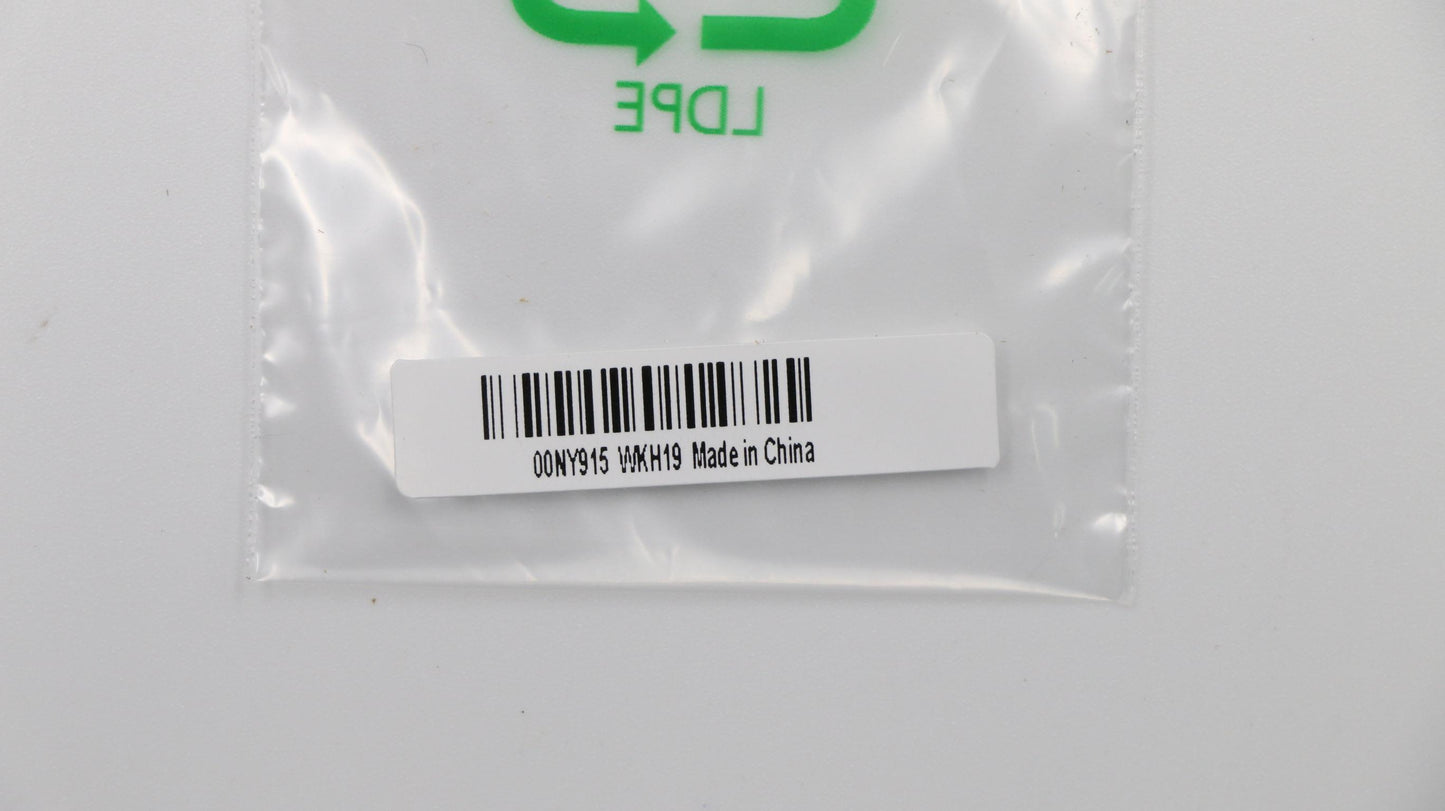 LDPE
00NY915 WKH19 Made in China